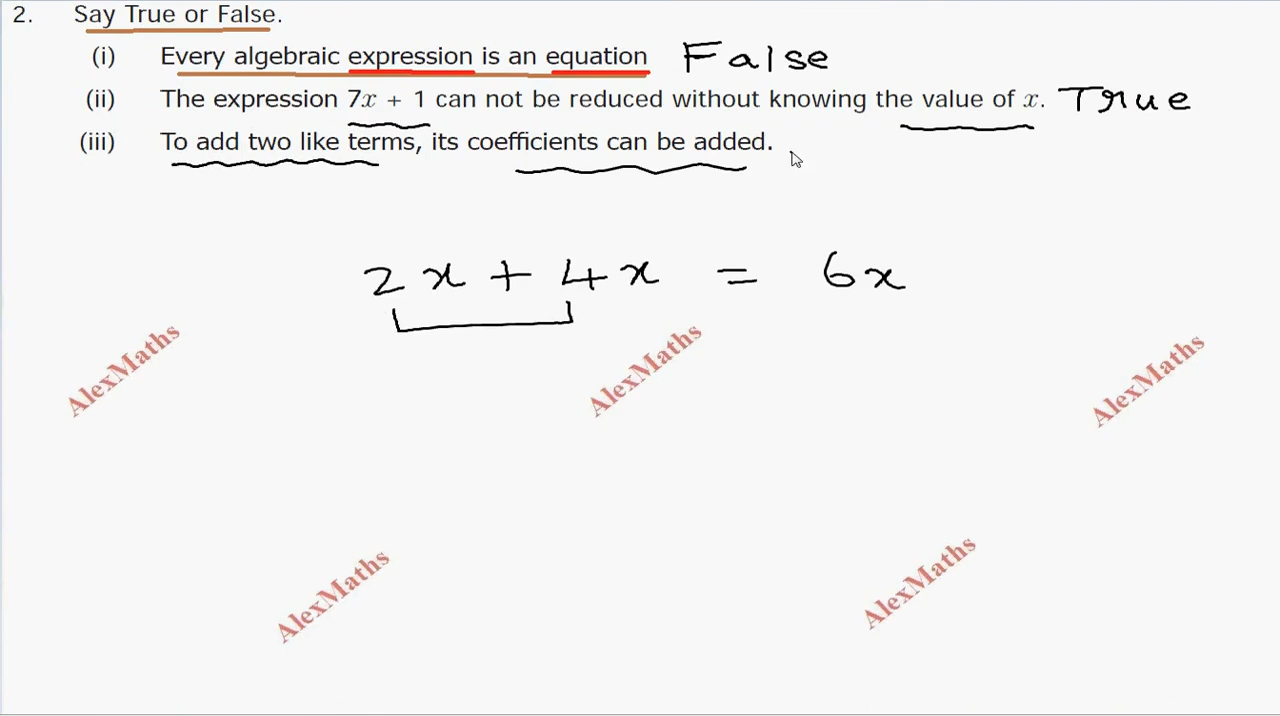 2. Say True or False.
(i) Every algebraic expression is an equation False
(ii) The expression 7x + 1 can not be reduced without knowing the value of x. True
(iii) To add two like terms, its coefficients can be added.
2x + 4x = 6x
AlexMaths AlexMaths AlexMaths
AlexMaths AlexMaths